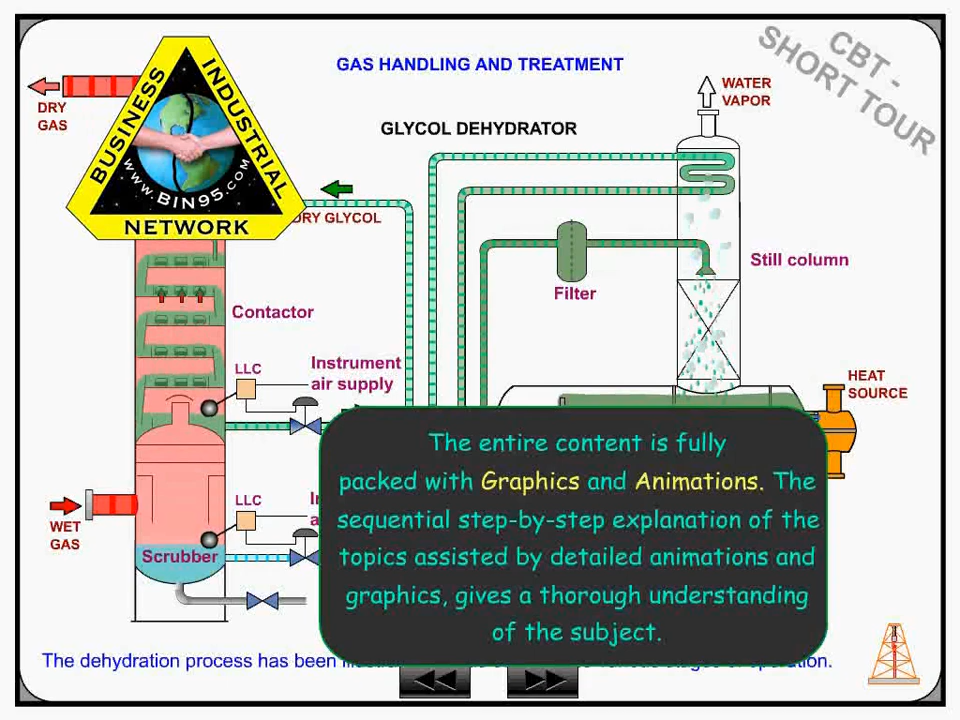 CBT -
SHORT TOUR
GAS HANDLING AND TREATMENT
GLYCOL DEHYDRATOR
WATER
VAPOR
DRY
GAS
BUSINESS
INDUSTRIAL
NETWORK
WWW.BIN95.COM
DRY GLYCOL
Still column
Filter
Contactor
LLC
Instrument
air supply
HEAT
SOURCE
LLC
WET
GAS
Scrubber
The entire content is fully
packed with Graphics and Animations. The
sequential step-by-step explanation of the
topics assisted by detailed animations and
graphics, gives a thorough understanding
of the subject.
The dehydration process has been